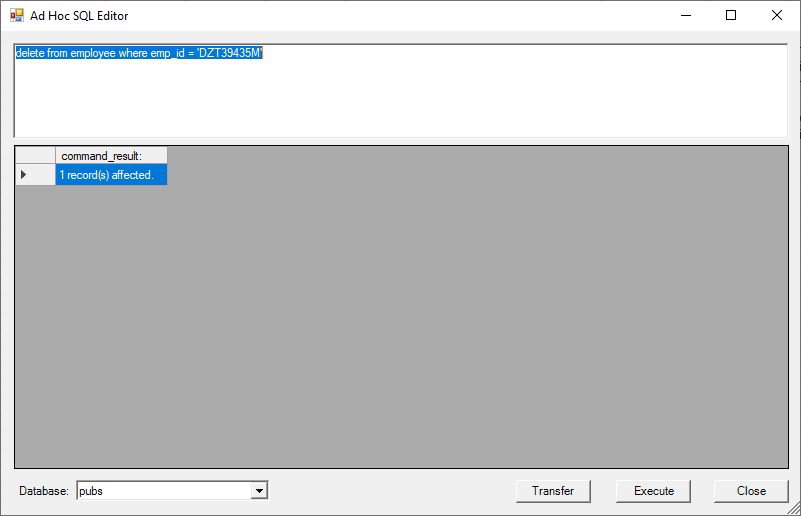 Ad Hoc SQL Editor
delete from employee where emp_id = 'DZT39435M'
command_result:
1 record(s) affected.
Database: pubs Transfer Execute Close